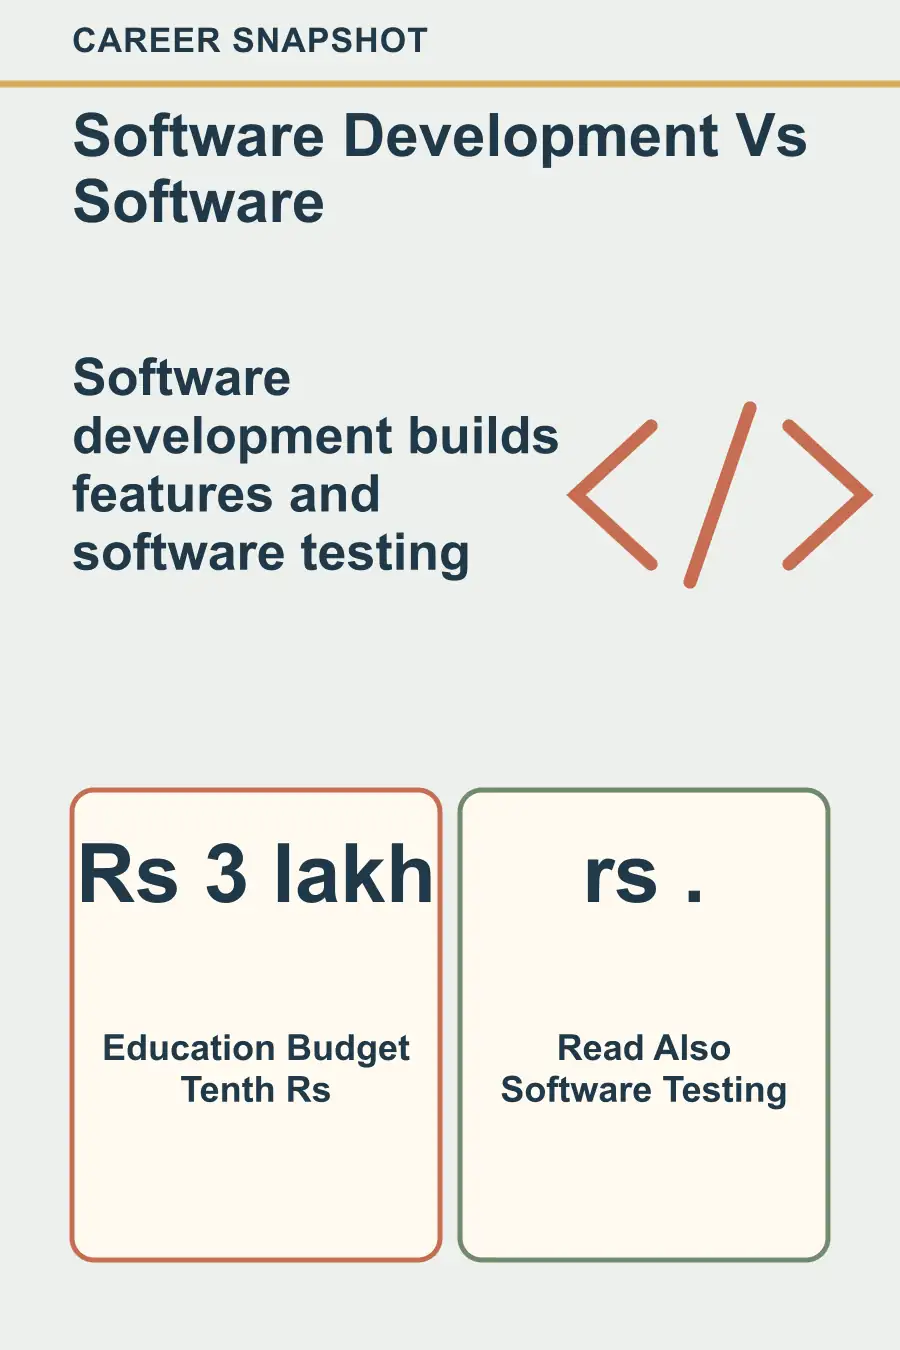 CAREER SNAPSHOT
Software Development Vs
Software
Software
development builds
features and
software testing
Rs 3 lakh
Education Budget
Tenth Rs
rs .
Read Also
Software Testing